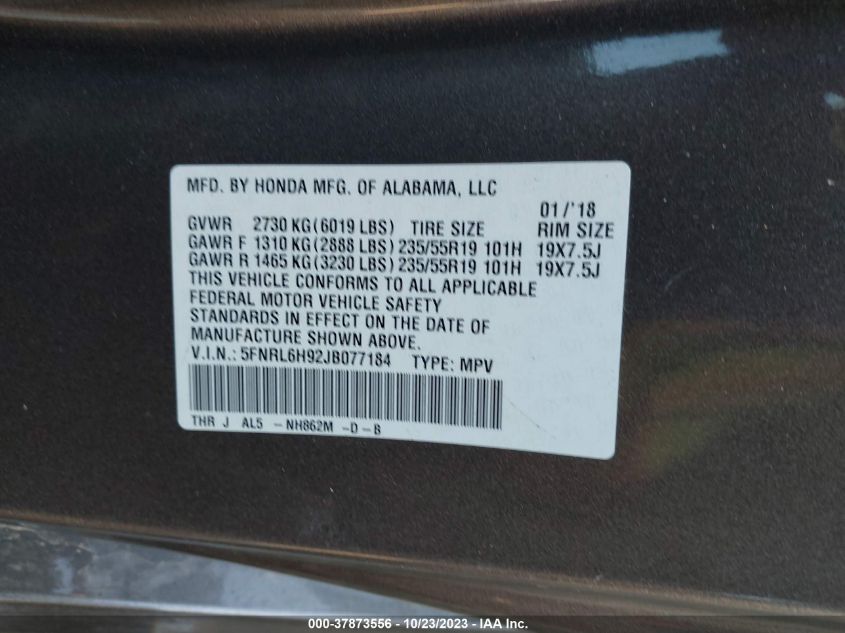 MFD. BY HONDA MFG. OF ALABAMA, LLC
01/'18
GVWR 2730 KG(6019 LBS) TIRE SIZE RIM SIZE
GAWR F 1310 KG(2888 LBS) 235/55R19 101H 19X7.5J
GAWR R 1465 KG(3230 LBS) 235/55R19 101H 19X7.5J
THIS VEHICLE CONFORMS TO ALL APPLICABLE
FEDERAL MOTOR VEHICLE SAFETY
STANDARDS IN EFFECT ON THE DATE OF
MANUFACTURE SHOWN ABOVE.
V.I.N.: 5FNRL6H92JB077184 TYPE: MPV
THR J AL5 -NH862M -D-B
000-37873556 - 10/23/2023 - IAA Inc.